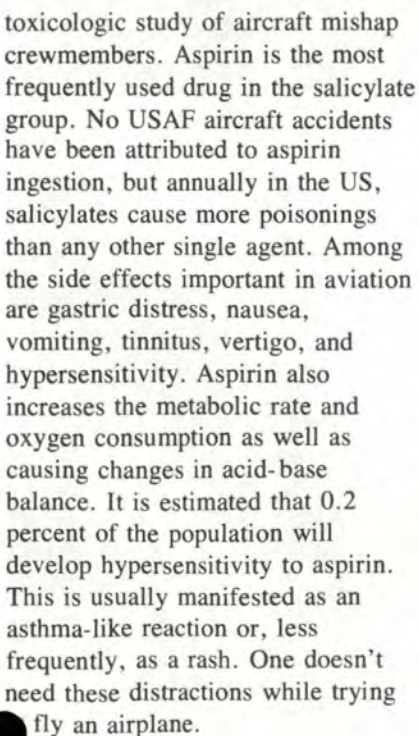 toxicologic study of aircraft mishap
crewmembers. Aspirin is the most
frequently used drug in the salicylate
group. No USAF aircraft accidents
have been attributed to aspirin
ingestion, but annually in the US,
salicylates cause more poisonings
than any other single agent. Among
the side effects important in aviation
are gastric distress, nausea,
vomiting, tinnitus, vertigo, and
hypersensitivity. Aspirin also
increases the metabolic rate and
oxygen consumption as well as
causing changes in acid-base
balance. It is estimated that 0.2
percent of the population will
develop hypersensitivity to aspirin.
This is usually manifested as an
asthma-like reaction or, less
frequently, as a rash. One doesn't
need these distractions while trying
fly an airplane.